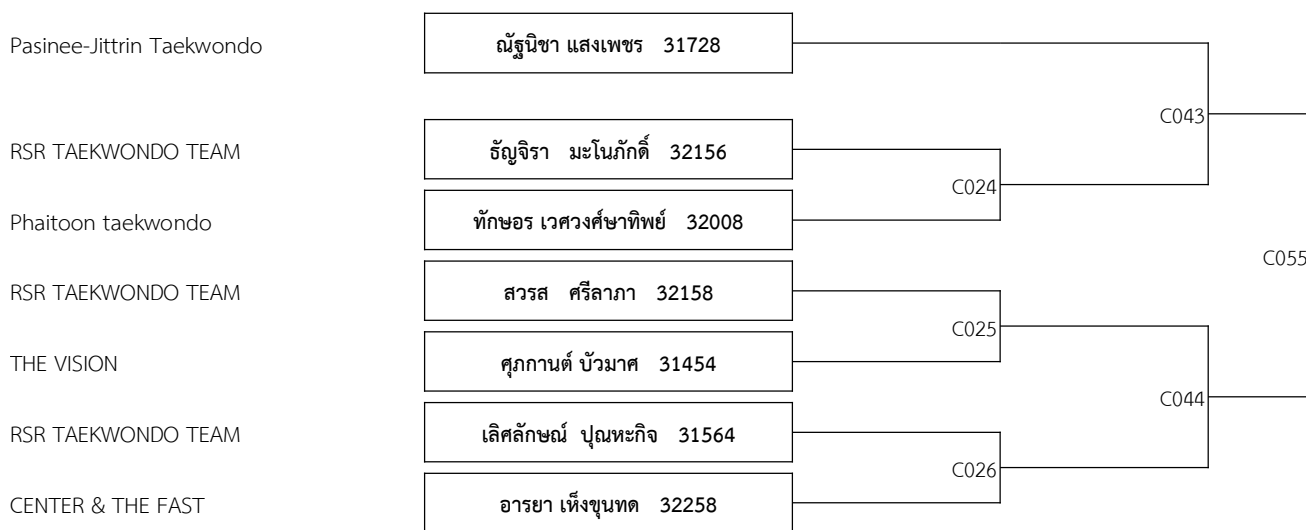 Pasinee-Jittrin Taekwondo ณัฐนิชา แสงเพชร 31728
C043
RSR TAEKWONDO TEAM ธัญจิรา มะโนภักดิ์ 32156
C024
Phaitoon taekwondo ทักษอร เวศวงศ์ษาทิพย์ 32008
C055
RSR TAEKWONDO TEAM สวรส ศรีลาภา 32158
C025
THE VISION ศุภกานต์ บัวมาศ 31454
C044
RSR TAEKWONDO TEAM เลิศลักษณ์ ปุณหะกิจ 31564
C026
CENTER & THE FAST อารยา เห็งขุนทด 32258